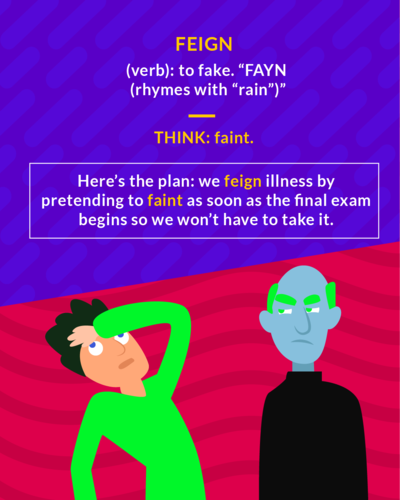 FEIGN
(verb): to fake. “FAYN
(rhymes with “rain”)”
THINK: faint.
Here’s the plan: we feign illness by
pretending to faint as soon as the final exam
begins so we won’t have to take it.